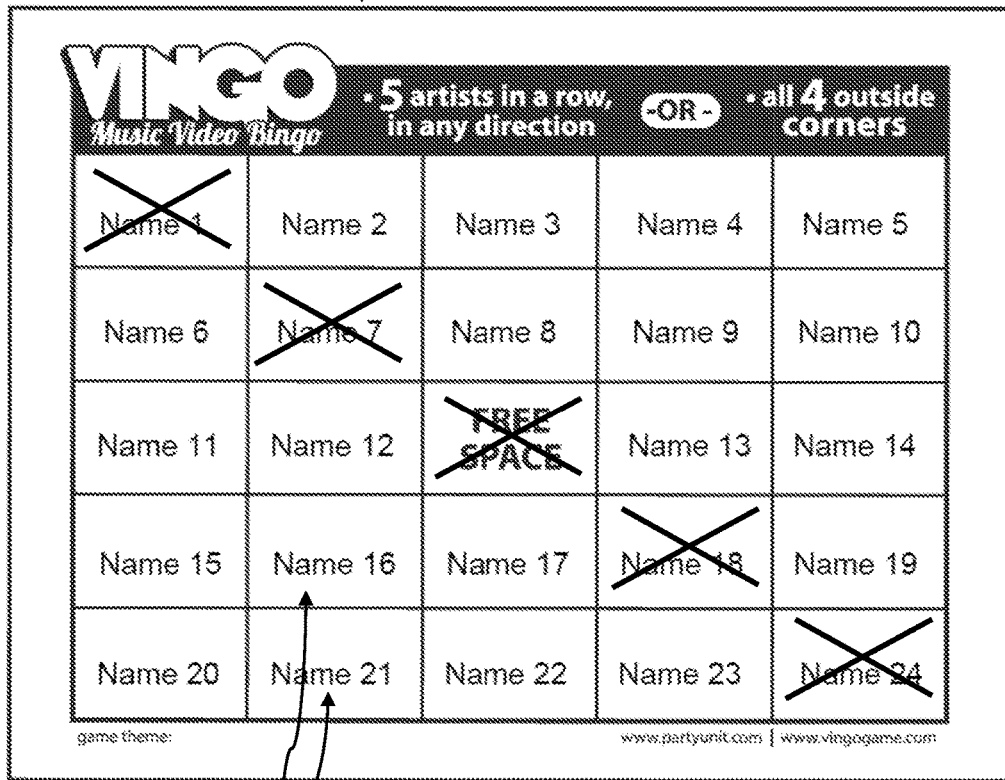 VINGO
Music Video Bingo
• 5 artists in a row,
in any direction
-OR-
• all 4 outside
corners
Name 1 Name 2 Name 3 Name 4 Name 5
Name 6 Name 7 Name 8 Name 9 Name 10
Name 11 Name 12 FREE SPACE Name 13 Name 14
Name 15 Name 16 Name 17 Name 18 Name 19
Name 20 Name 21 Name 22 Name 23 Name 24
game theme: www.partyunit.com | www.vingogame.com